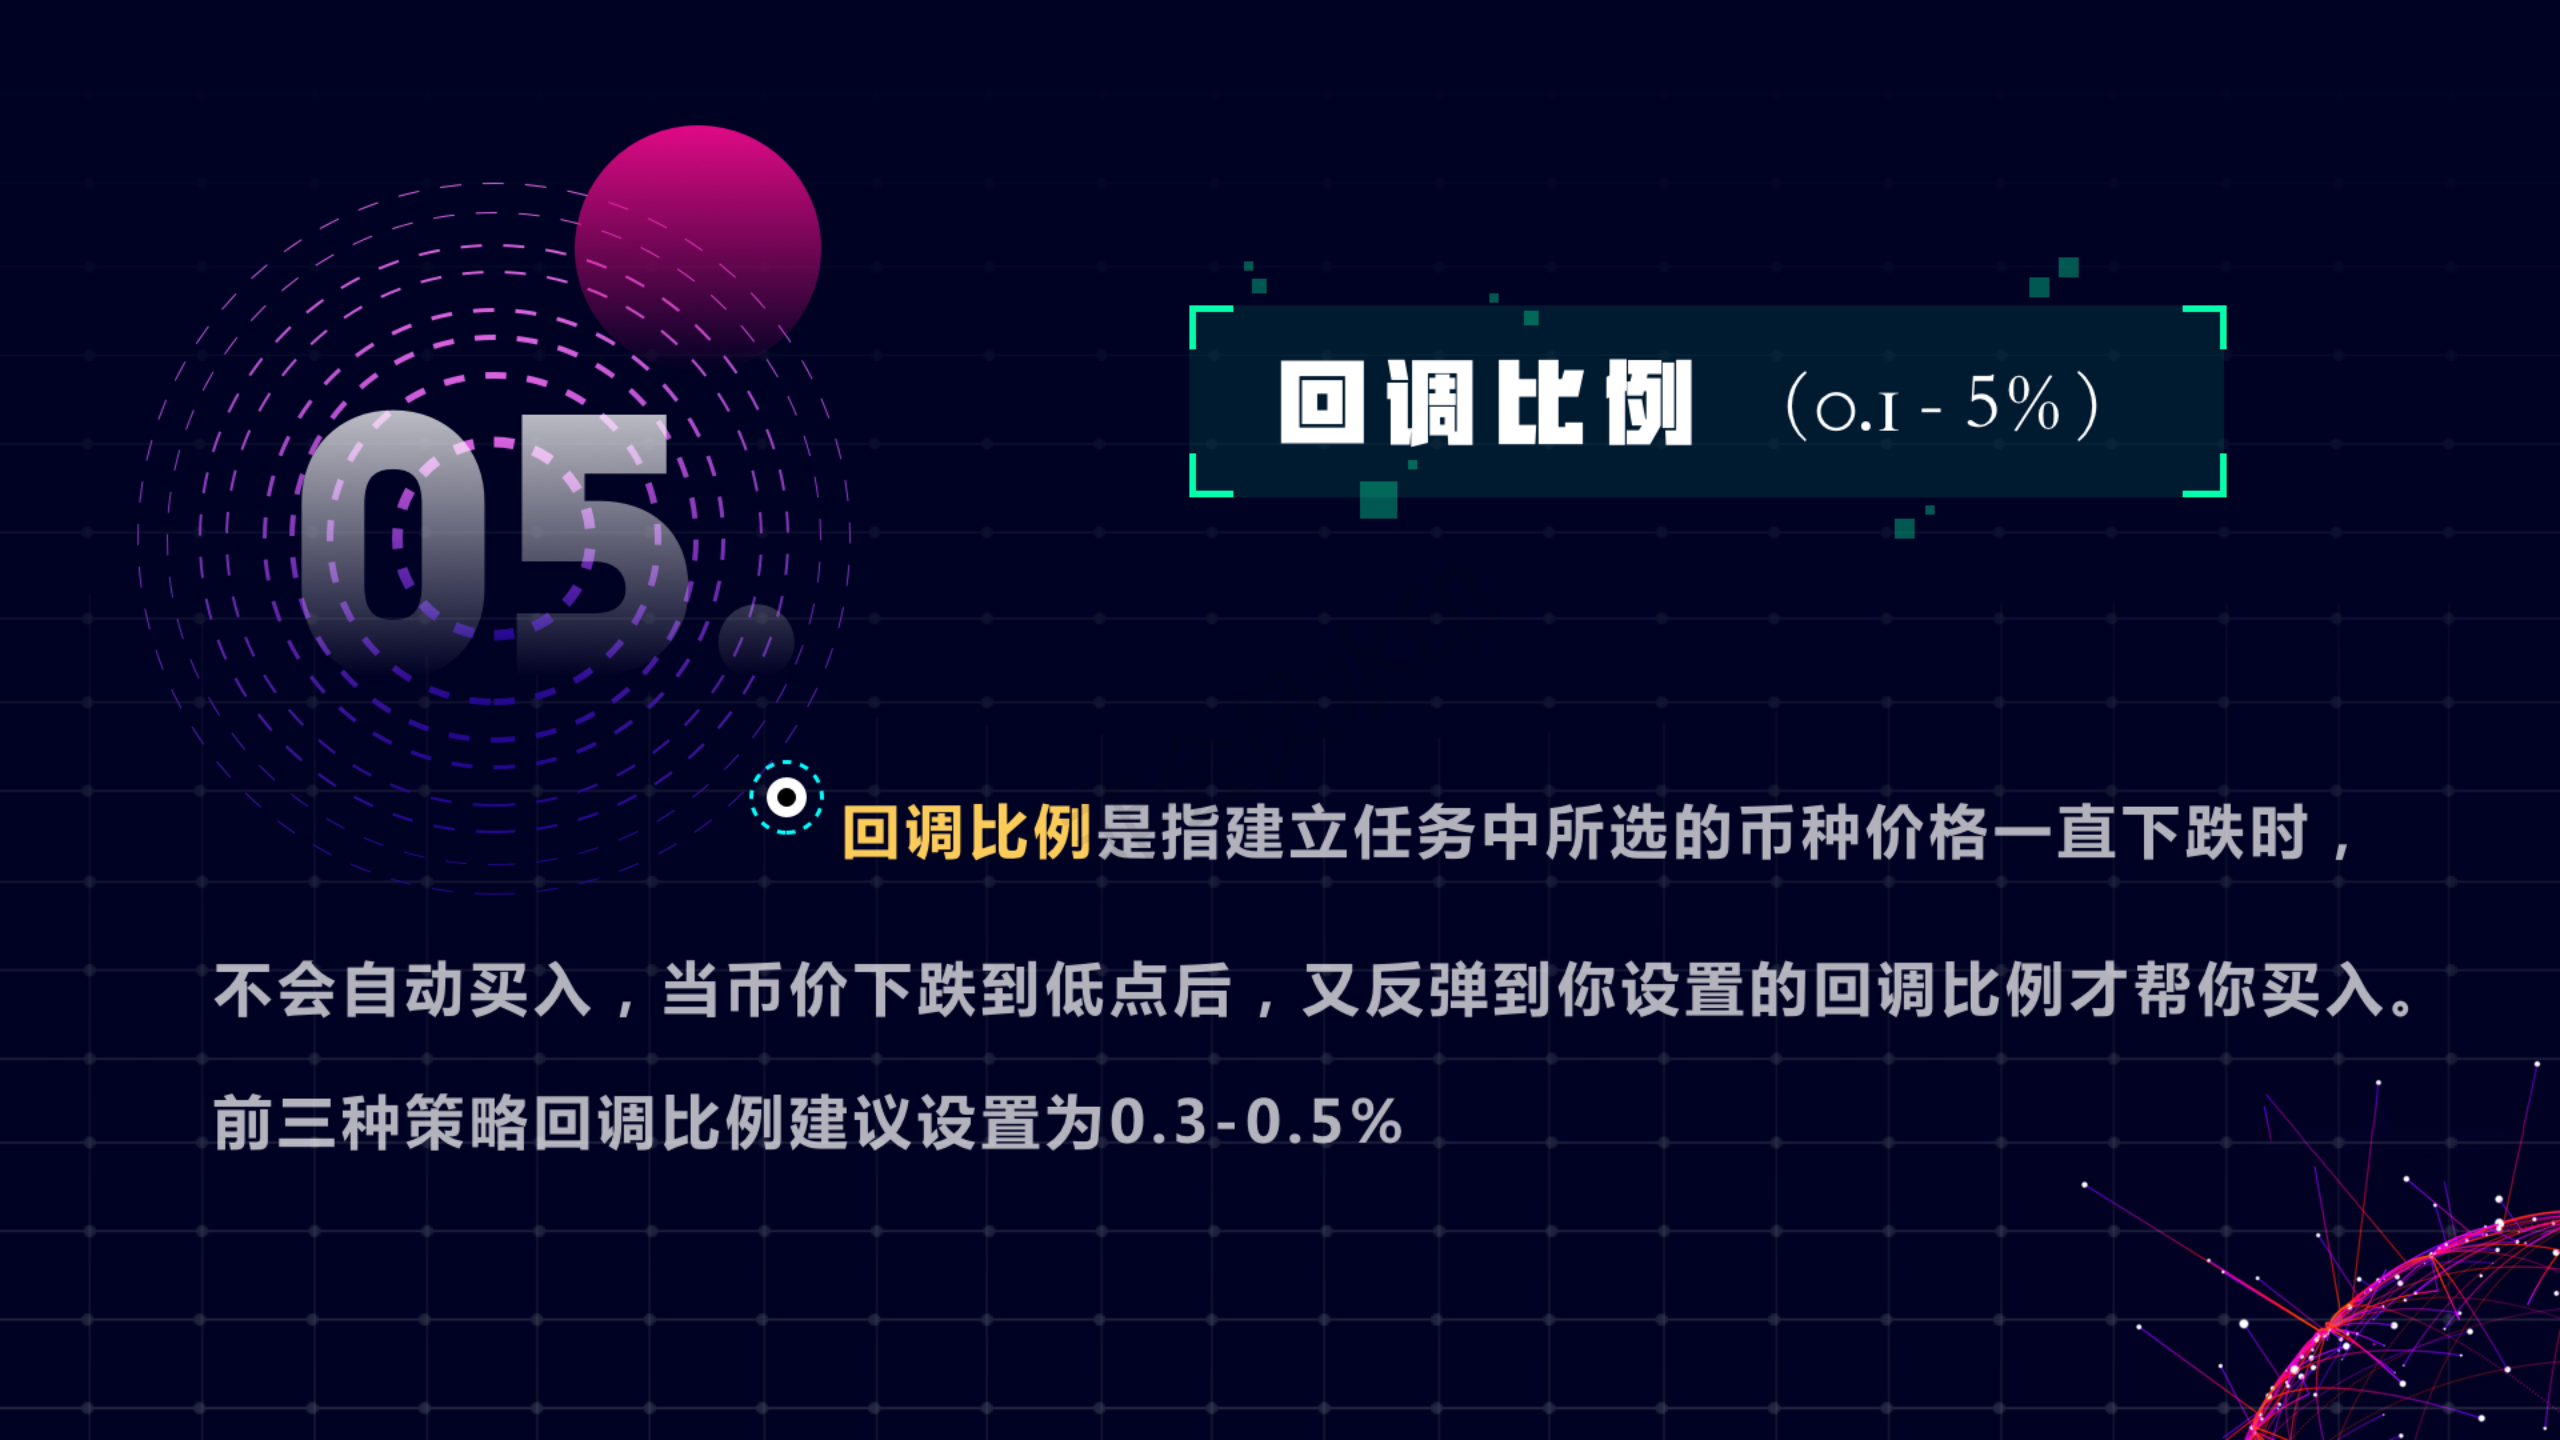 05.
回调比例 （0.1 - 5%）
回调比例是指建立任务中所选的币种价格一直下跌时，
不会自动买入，当币价下跌到低点后，又反弹到你设置的回调比例才帮你买入。
前三种策略回调比例建议设置为0.3-0.5%